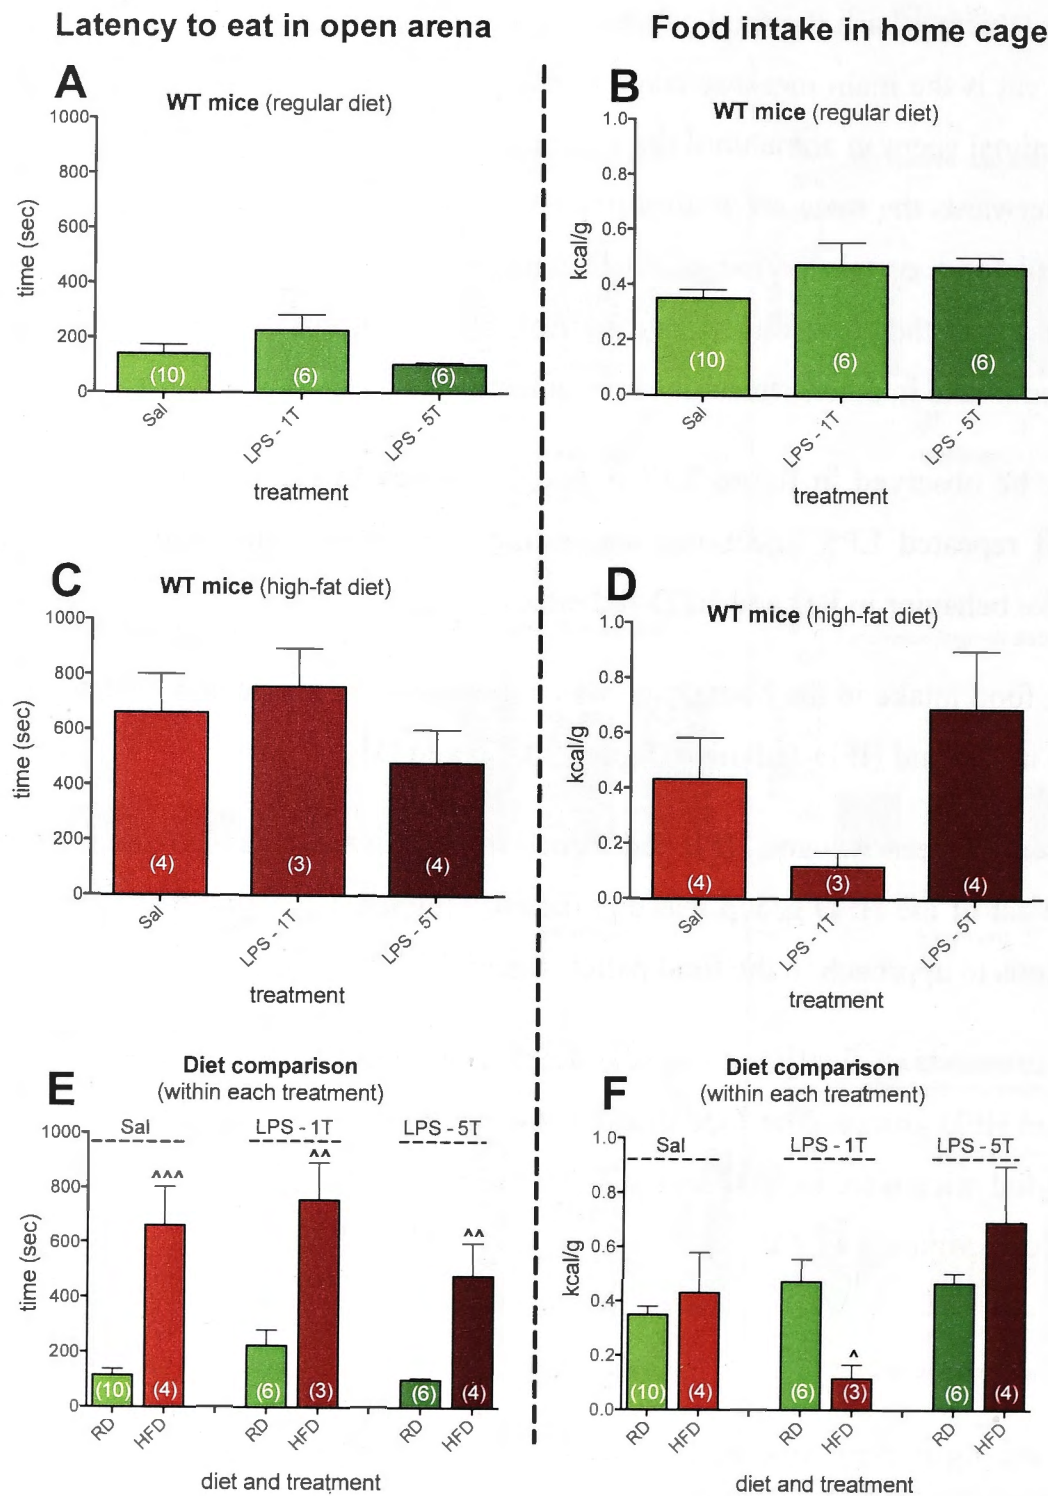 Latency to eat in open arena
Food intake in home cage
A
WT mice (regular diet)
1000
800
600
400
200
0
time (sec)
(10)
(6)
(6)
Sal
LPS - 1T
LPS - 5T
treatment
B
WT mice (regular diet)
1.0
0.8
0.6
0.4
0.2
0.0
kcal/g
(10)
(6)
(6)
Sal
LPS - 1T
LPS - 5T
treatment
C
WT mice (high-fat diet)
1000
800
600
400
200
0
time (sec)
(4)
(3)
(4)
Sal
LPS - 1T
LPS - 5T
treatment
D
WT mice (high-fat diet)
1.0
0.8
0.6
0.4
0.2
0.0
kcal/g
(4)
(3)
(4)
Sal
LPS - 1T
LPS - 5T
treatment
E
Diet comparison
(within each treatment)
Sal
LPS - 1T
LPS - 5T
1000
800
600
400
200
0
time (sec)
^^^
^^
^^
(10)
(4)
(6)
(3)
(6)
(4)
RD
HFD
RD
HFD
RD
HFD
diet and treatment
F
Diet comparison
(within each treatment)
Sal
LPS - 1T
LPS - 5T
1.0
0.8
0.6
0.4
0.2
0.0
kcal/g
^
(10)
(4)
(6)
(3)
(6)
(4)
RD
HFD
RD
HFD
RD
HFD
diet and treatment